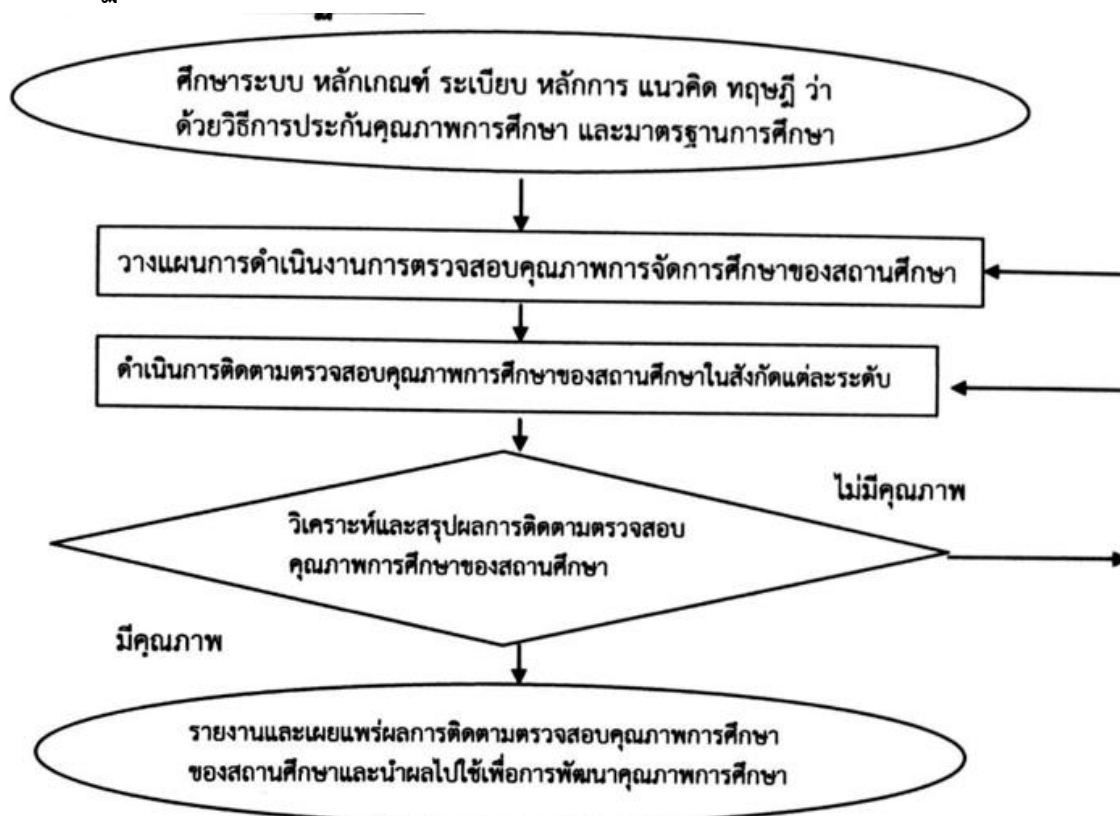 ศึกษาระบบ หลักเกณฑ์ ระเบียบ หลักการ แนวคิด ทฤษฎี ว่า
ด้วยวิธีการประกันคุณภาพการศึกษา และมาตรฐานการศึกษา
วางแผนการดำเนินงานการตรวจสอบคุณภาพการจัดการศึกษาของสถานศึกษา
ดำเนินการติดตามตรวจสอบคุณภาพการศึกษาของสถานศึกษาในสังกัดแต่ละระดับ
ไม่มีคุณภาพ
วิเคราะห์และสรุปผลการติดตามตรวจสอบ
คุณภาพการศึกษาของสถานศึกษา
มีคุณภาพ
รายงานและเผยแพร่ผลการติดตามตรวจสอบคุณภาพการศึกษา
ของสถานศึกษาและนำผลไปใช้เพื่อการพัฒนาคุณภาพการศึกษา